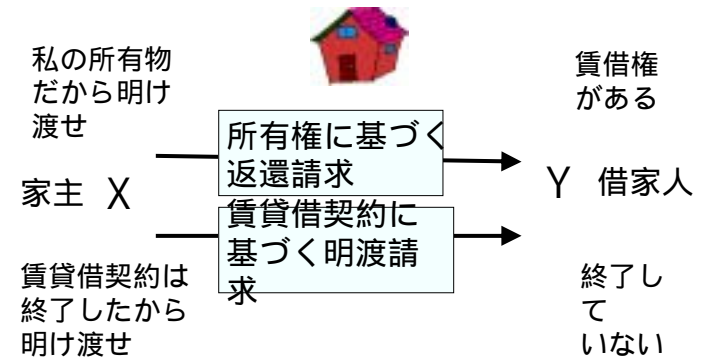 私の所有物
だから明け
渡せ
賃借権
がある
所有権に基づく
返還請求
家主 X
Y 借家人
賃貸借契約に
基づく明渡請
求
賃貸借契約は
終了したから
明け渡せ
終了し
て
いない